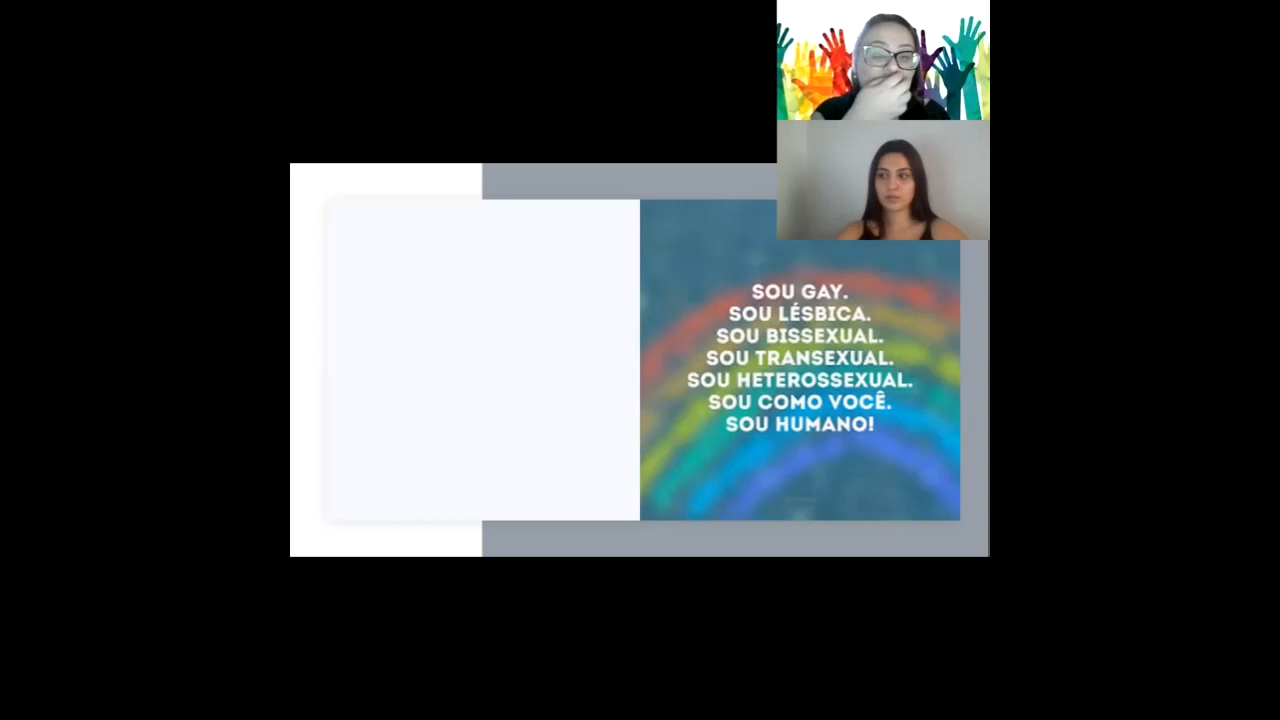 SOU GAY.
SOU LÉSBICA.
SOU BISSEXUAL.
SOU TRANSEXUAL.
SOU HETEROSSEXUAL.
SOU COMO VOCÊ.
SOU HUMANO!